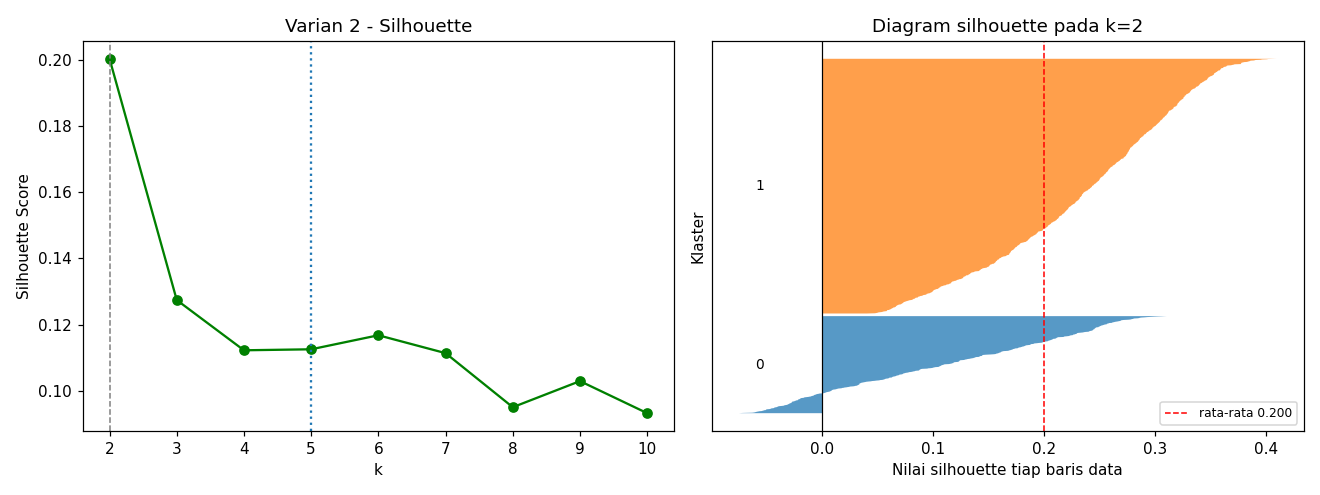 Varian 2 - Silhouette
Silhouette Score
0.20
0.18
0.16
0.14
0.12
0.10
2 3 4 5 6 7 8 9 10
k
Diagram silhouette pada k=2
Klaster
1
0
rata-rata 0.200
0.0 0.1 0.2 0.3 0.4
Nilai silhouette tiap baris data